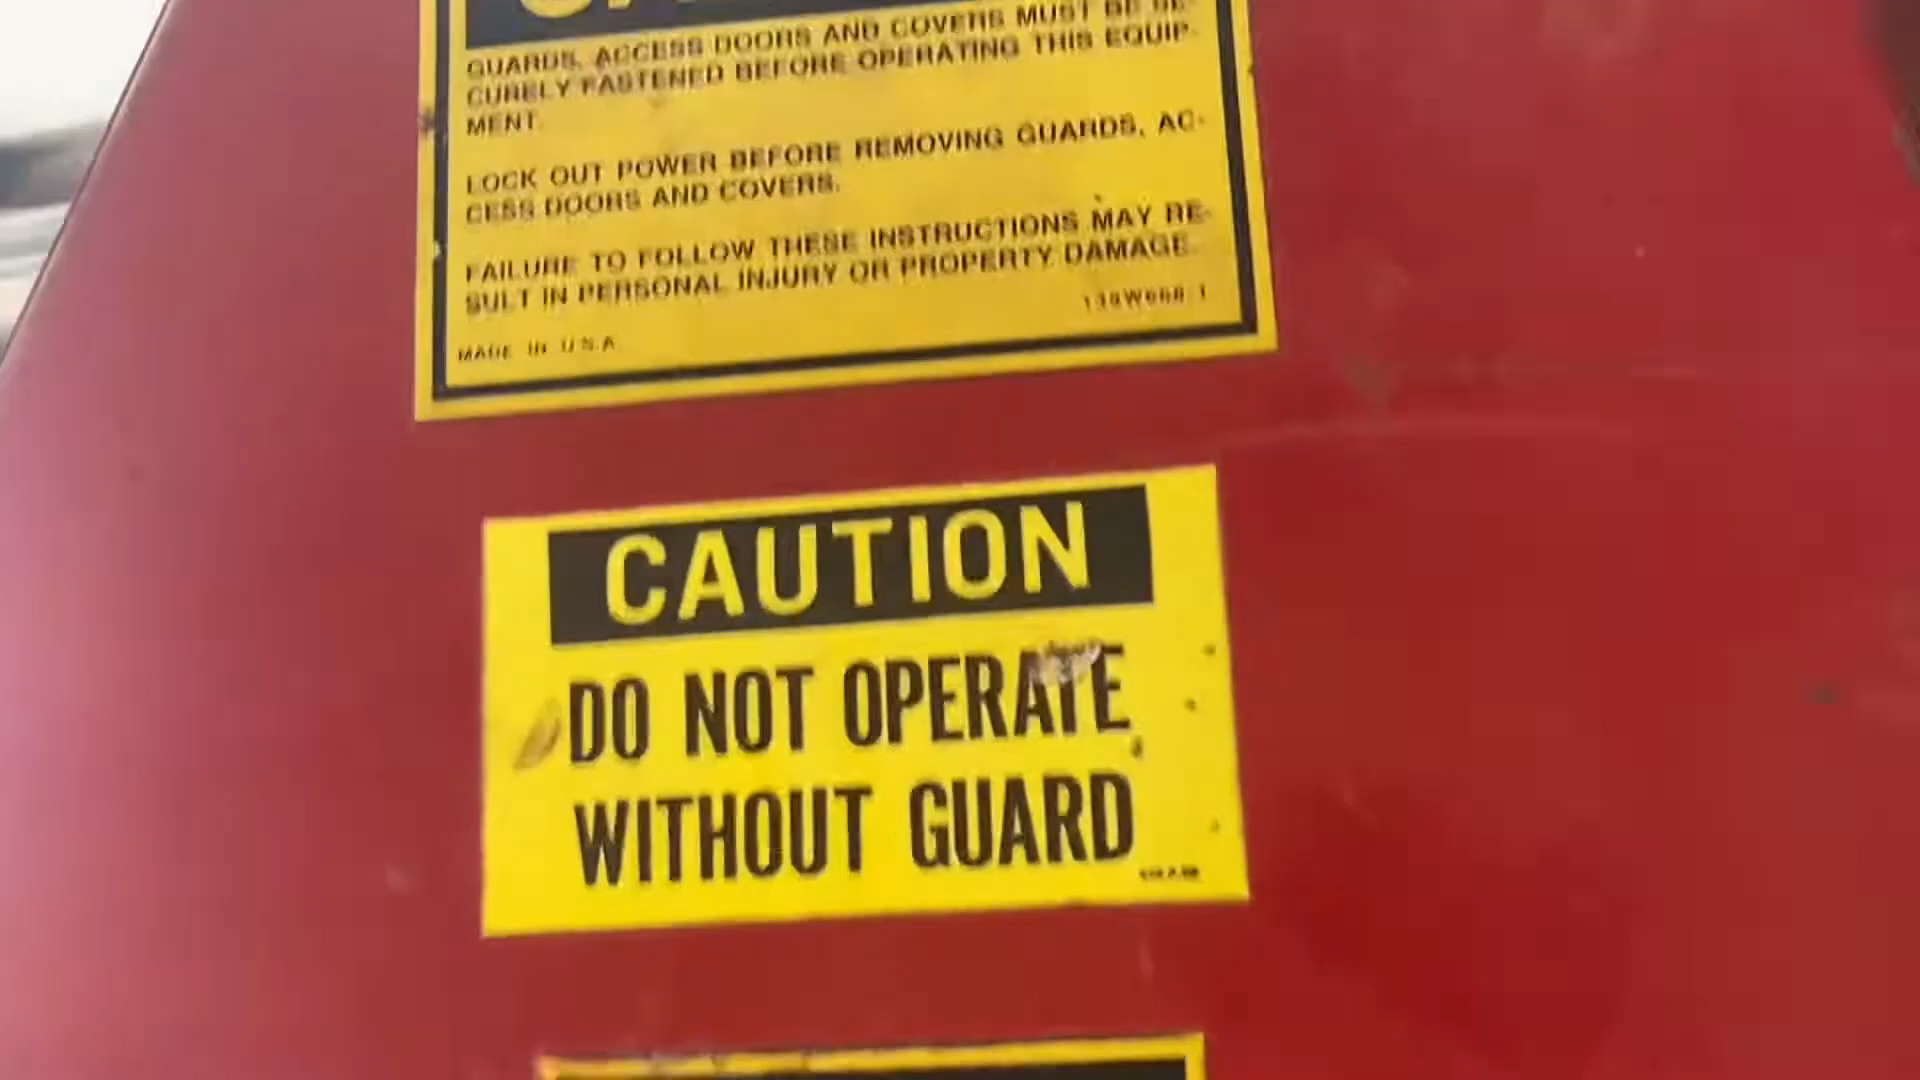 GUARDS, ACCESS DOORS AND COVERS MUST BE SE-
CURELY FASTENED BEFORE OPERATING THIS EQUIP-
MENT.
LOCK OUT POWER BEFORE REMOVING GUARDS, AC-
CESS DOORS AND COVERS.
FAILURE TO FOLLOW THESE INSTRUCTIONS MAY RE-
SULT IN PERSONAL INJURY OR PROPERTY DAMAGE.
MADE IN U.S.A.
CAUTION
DO NOT OPERATE
WITHOUT GUARD